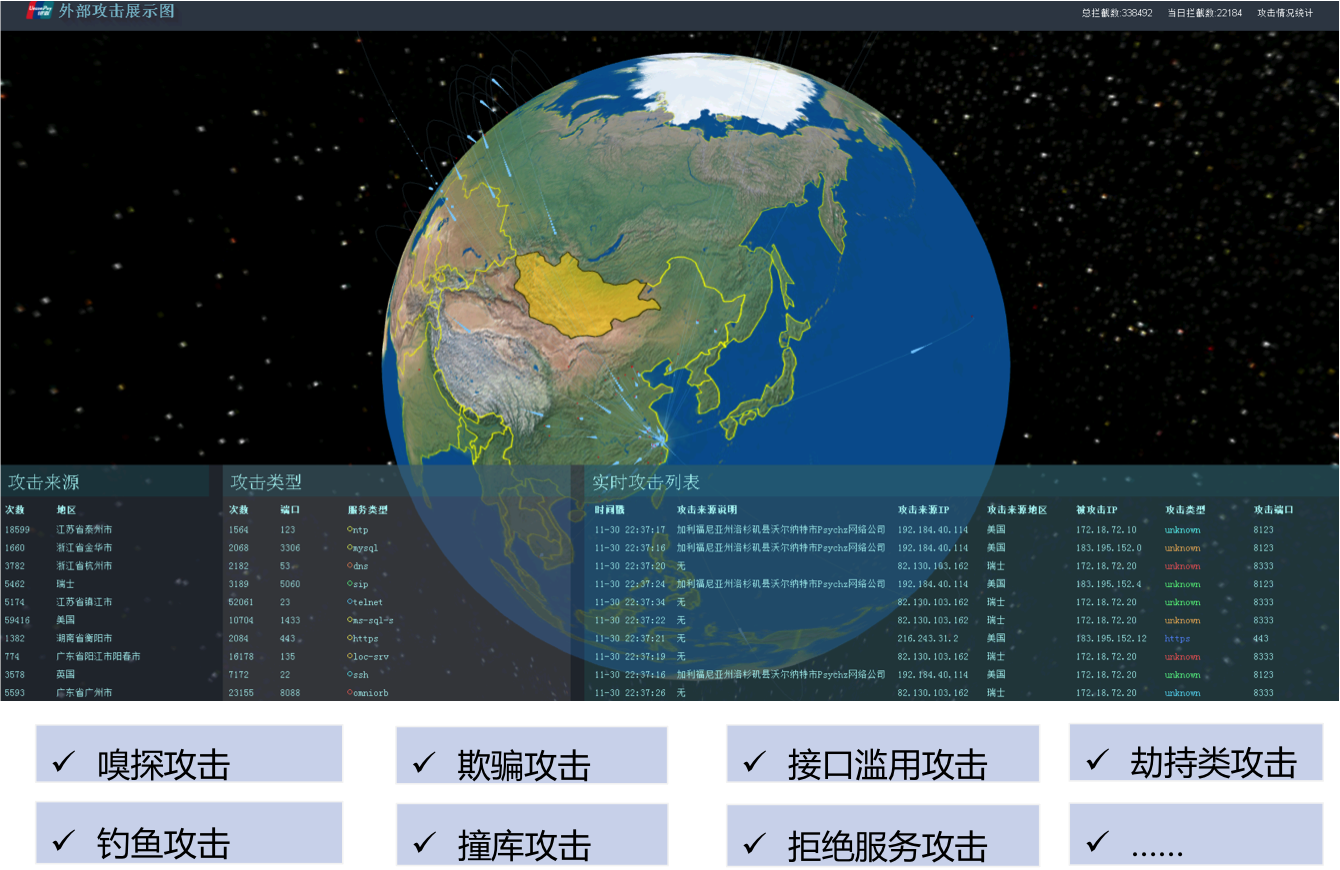 UnionPay 银联 外部攻击展示图 总拦截数:338492 当日拦截数:22184 攻击情况统计
攻击来源
次数 地区
18599 江苏省泰州市
1660 浙江省金华市
3782 浙江省杭州市
5462 瑞士
5174 江苏省镇江市
59416 美国
1382 湖南省衡阳市
774 广东省阳江市阳春市
3578 英国
5593 广东省广州市
攻击类型
次数 端口 服务类型
1564 123 ntp
2068 3306 mysql
2182 53 dns
3189 5060 sip
52061 23 telnet
10704 1433 ms-sql-s
2084 443 https
16178 135 loc-srv
7172 22 ssh
23155 8088 omniorb
实时攻击列表
时间戳 攻击来源说明 攻击来源IP 攻击来源地区 被攻击IP 攻击类型 攻击端口
11-30 22:37:17 加利福尼亚州洛杉矶县沃尔纳特市Psychz网络公司 192.184.40.114 美国 172.18.72.10 unknown 8123
11-30 22:37:16 加利福尼亚州洛杉矶县沃尔纳特市Psychz网络公司 192.184.40.114 美国 183.195.152.0 unknown 8123
11-30 22:37:20 无 82.130.103.162 瑞士 172.18.72.20 unknown 8333
11-30 22:37:24 加利福尼亚州洛杉矶县沃尔纳特市Psychz网络公司 192.184.40.114 美国 183.195.152.4 unknown 8123
11-30 22:37:34 无 82.130.103.162 瑞士 172.18.72.20 unknown 8333
11-30 22:37:22 无 82.130.103.162 瑞士 172.18.72.20 unknown 8333
11-30 22:37:21 无 216.243.31.2 美国 183.195.152.12 https 443
11-30 22:37:19 无 82.130.103.162 瑞士 172.18.72.20 unknown 8333
11-30 22:37:16 加利福尼亚州洛杉矶县沃尔纳特市Psychz网络公司 192.184.40.114 美国 172.18.72.20 unknown 8123
11-30 22:37:26 无 82.130.103.162 瑞士 172.18.72.20 unknown 8333
✓ 嗅探攻击 ✓ 欺骗攻击 ✓ 接口滥用攻击 ✓ 劫持类攻击
✓ 钓鱼攻击 ✓ 撞库攻击 ✓ 拒绝服务攻击 ✓ ……